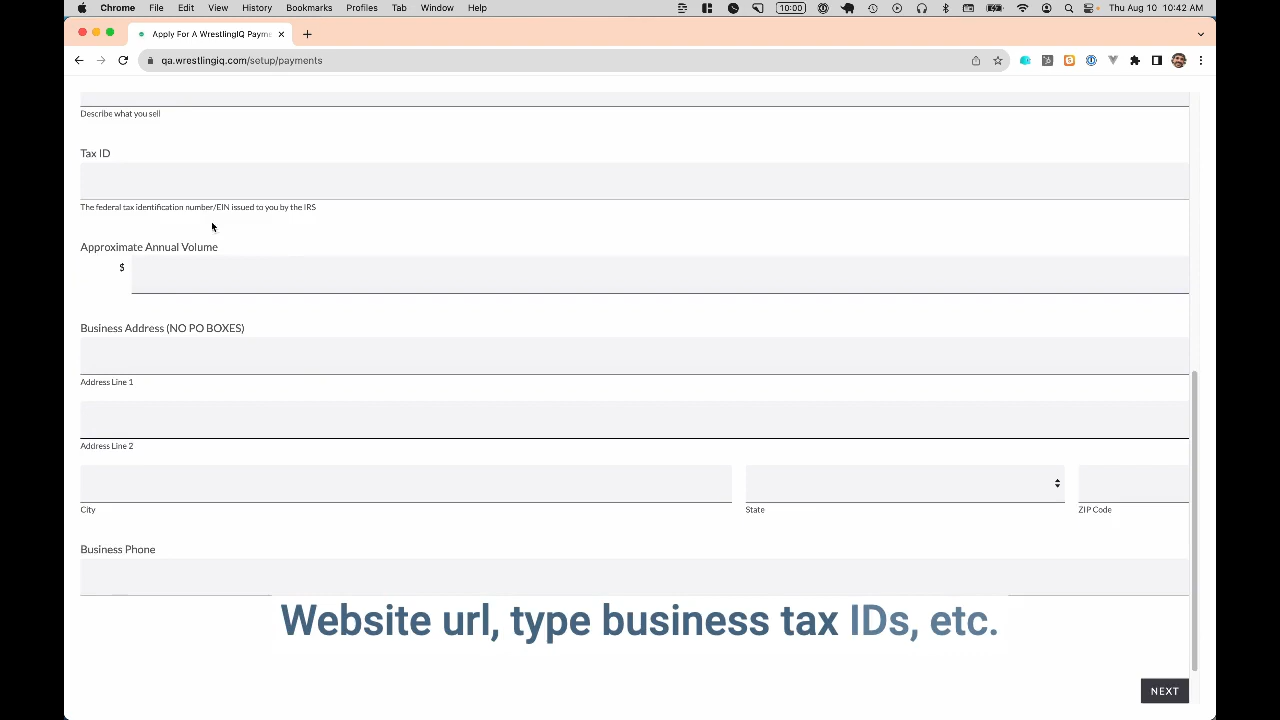 Chrome File Edit View History Bookmarks Profiles Tab Window Help 10:00 Thu Aug 10 10:42 AM
Apply For A WrestlingIQ Payme
qa.wrestlingiq.com/setup/payments
Describe what you sell
Tax ID
The federal tax identification number/EIN issued to you by the IRS
Approximate Annual Volume
$
Business Address (NO PO BOXES)
Address Line 1
Address Line 2
City State ZIP Code
Business Phone
Website url, type business tax IDs, etc.
NEXT